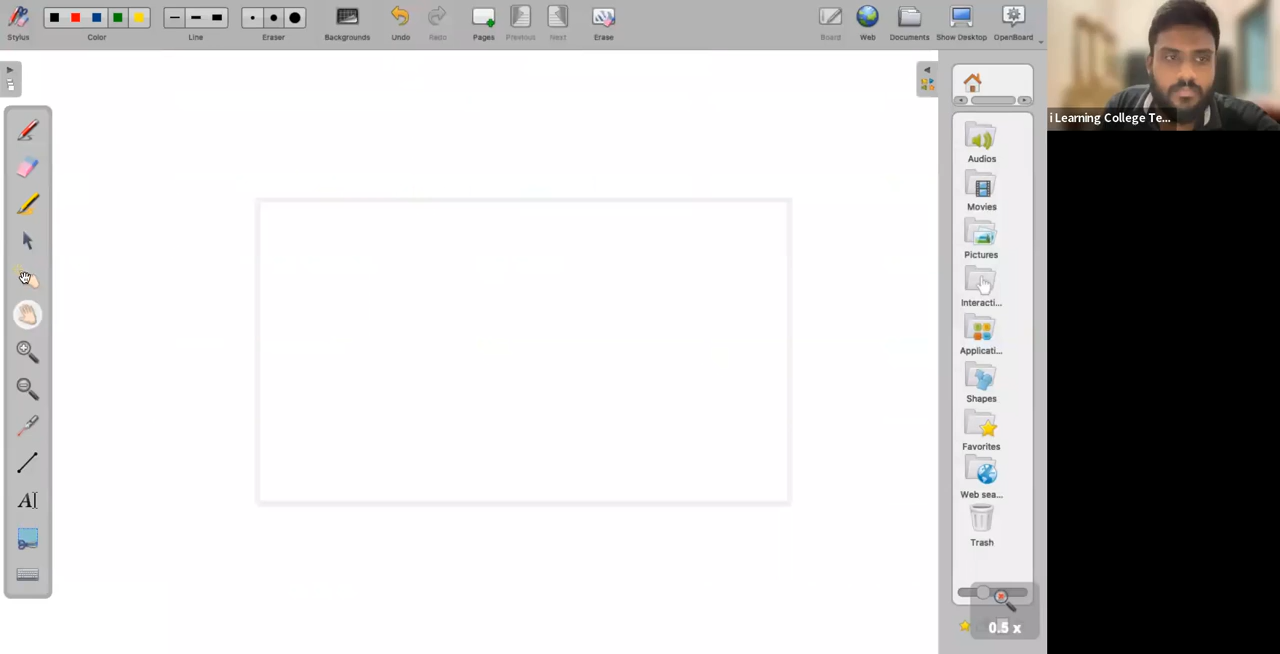 Stylus
Color
Line
Eraser
Backgrounds
Undo
Redo
Pages
Previous
Next
Erase
Board
Web
Documents
Show Desktop
OpenBoard
i Learning College Te...
Audios
Movies
Pictures
Interacti...
Applicati...
Shapes
Favorites
Web sea...
Trash
A
0.5 x